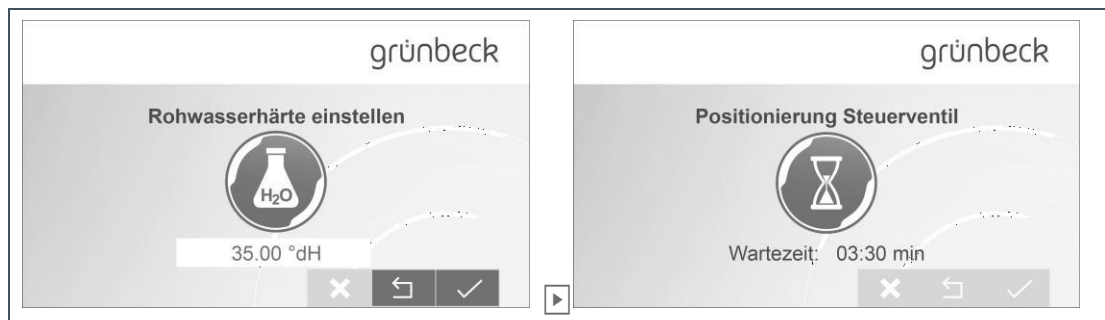 grünbeck
Rohwasserhärte einstellen
H₂O
35.00 °dH
grünbeck
Positionierung Steuerventil
Wartezeit: 03:30 min